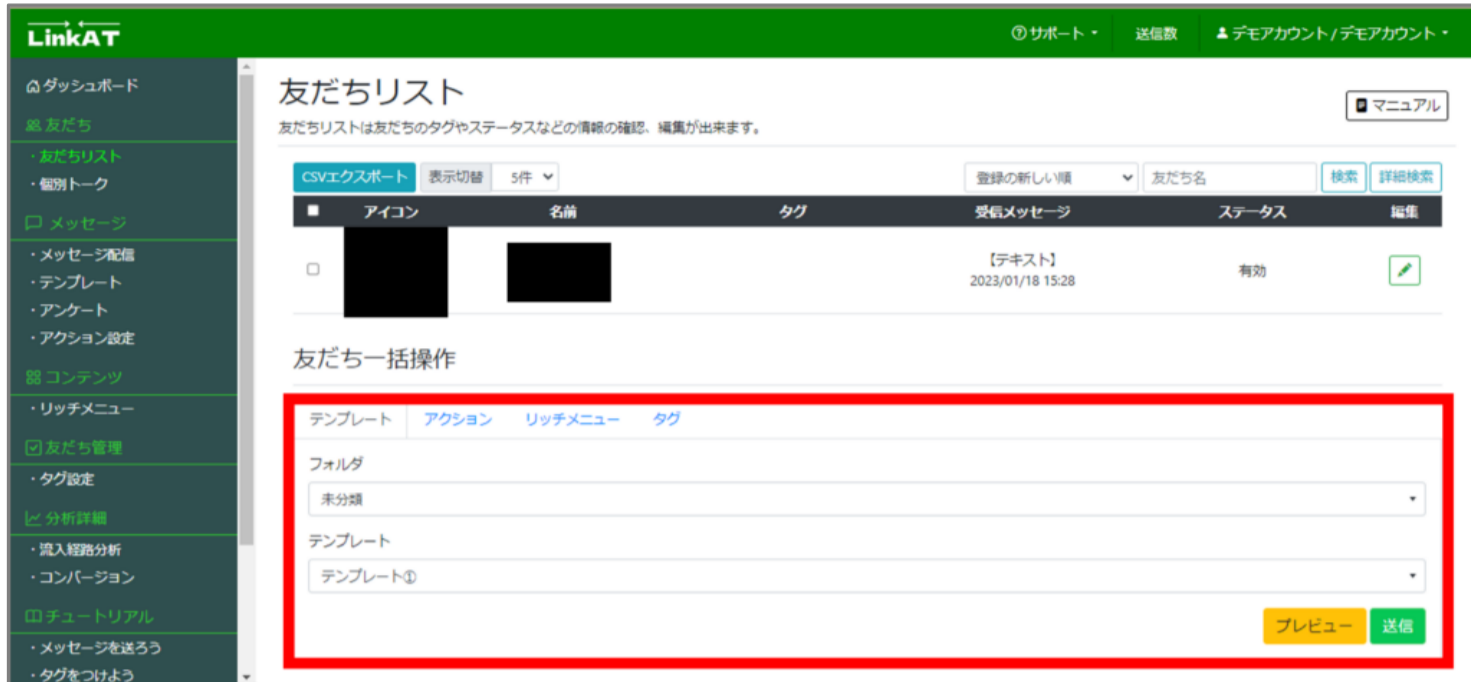 LinkAT
サポート
送信数
デモアカウント / デモアカウント
ダッシュボード
友だち
・友だちリスト
・個別トーク
メッセージ
・メッセージ配信
・テンプレート
・アンケート
・アクション設定
コンテンツ
・リッチメニュー
友だち管理
・タグ設定
分析詳細
・流入経路分析
・コンバージョン
チュートリアル
・メッセージを送ろう
・タグをつけよう
友だちリスト
マニュアル
友だちリストは友だちのタグやステータスなどの情報の確認、編集が出来ます。
CSVエクスポート 表示切替 5件 登録の新しい順 友だち名 検索 詳細検索
アイコン 名前 タグ 受信メッセージ ステータス 編集
【テキスト】
2023/01/18 15:28
有効
友だち一括操作
テンプレート アクション リッチメニュー タグ
フォルダ
未分類
テンプレート
テンプレート①
プレビュー 送信